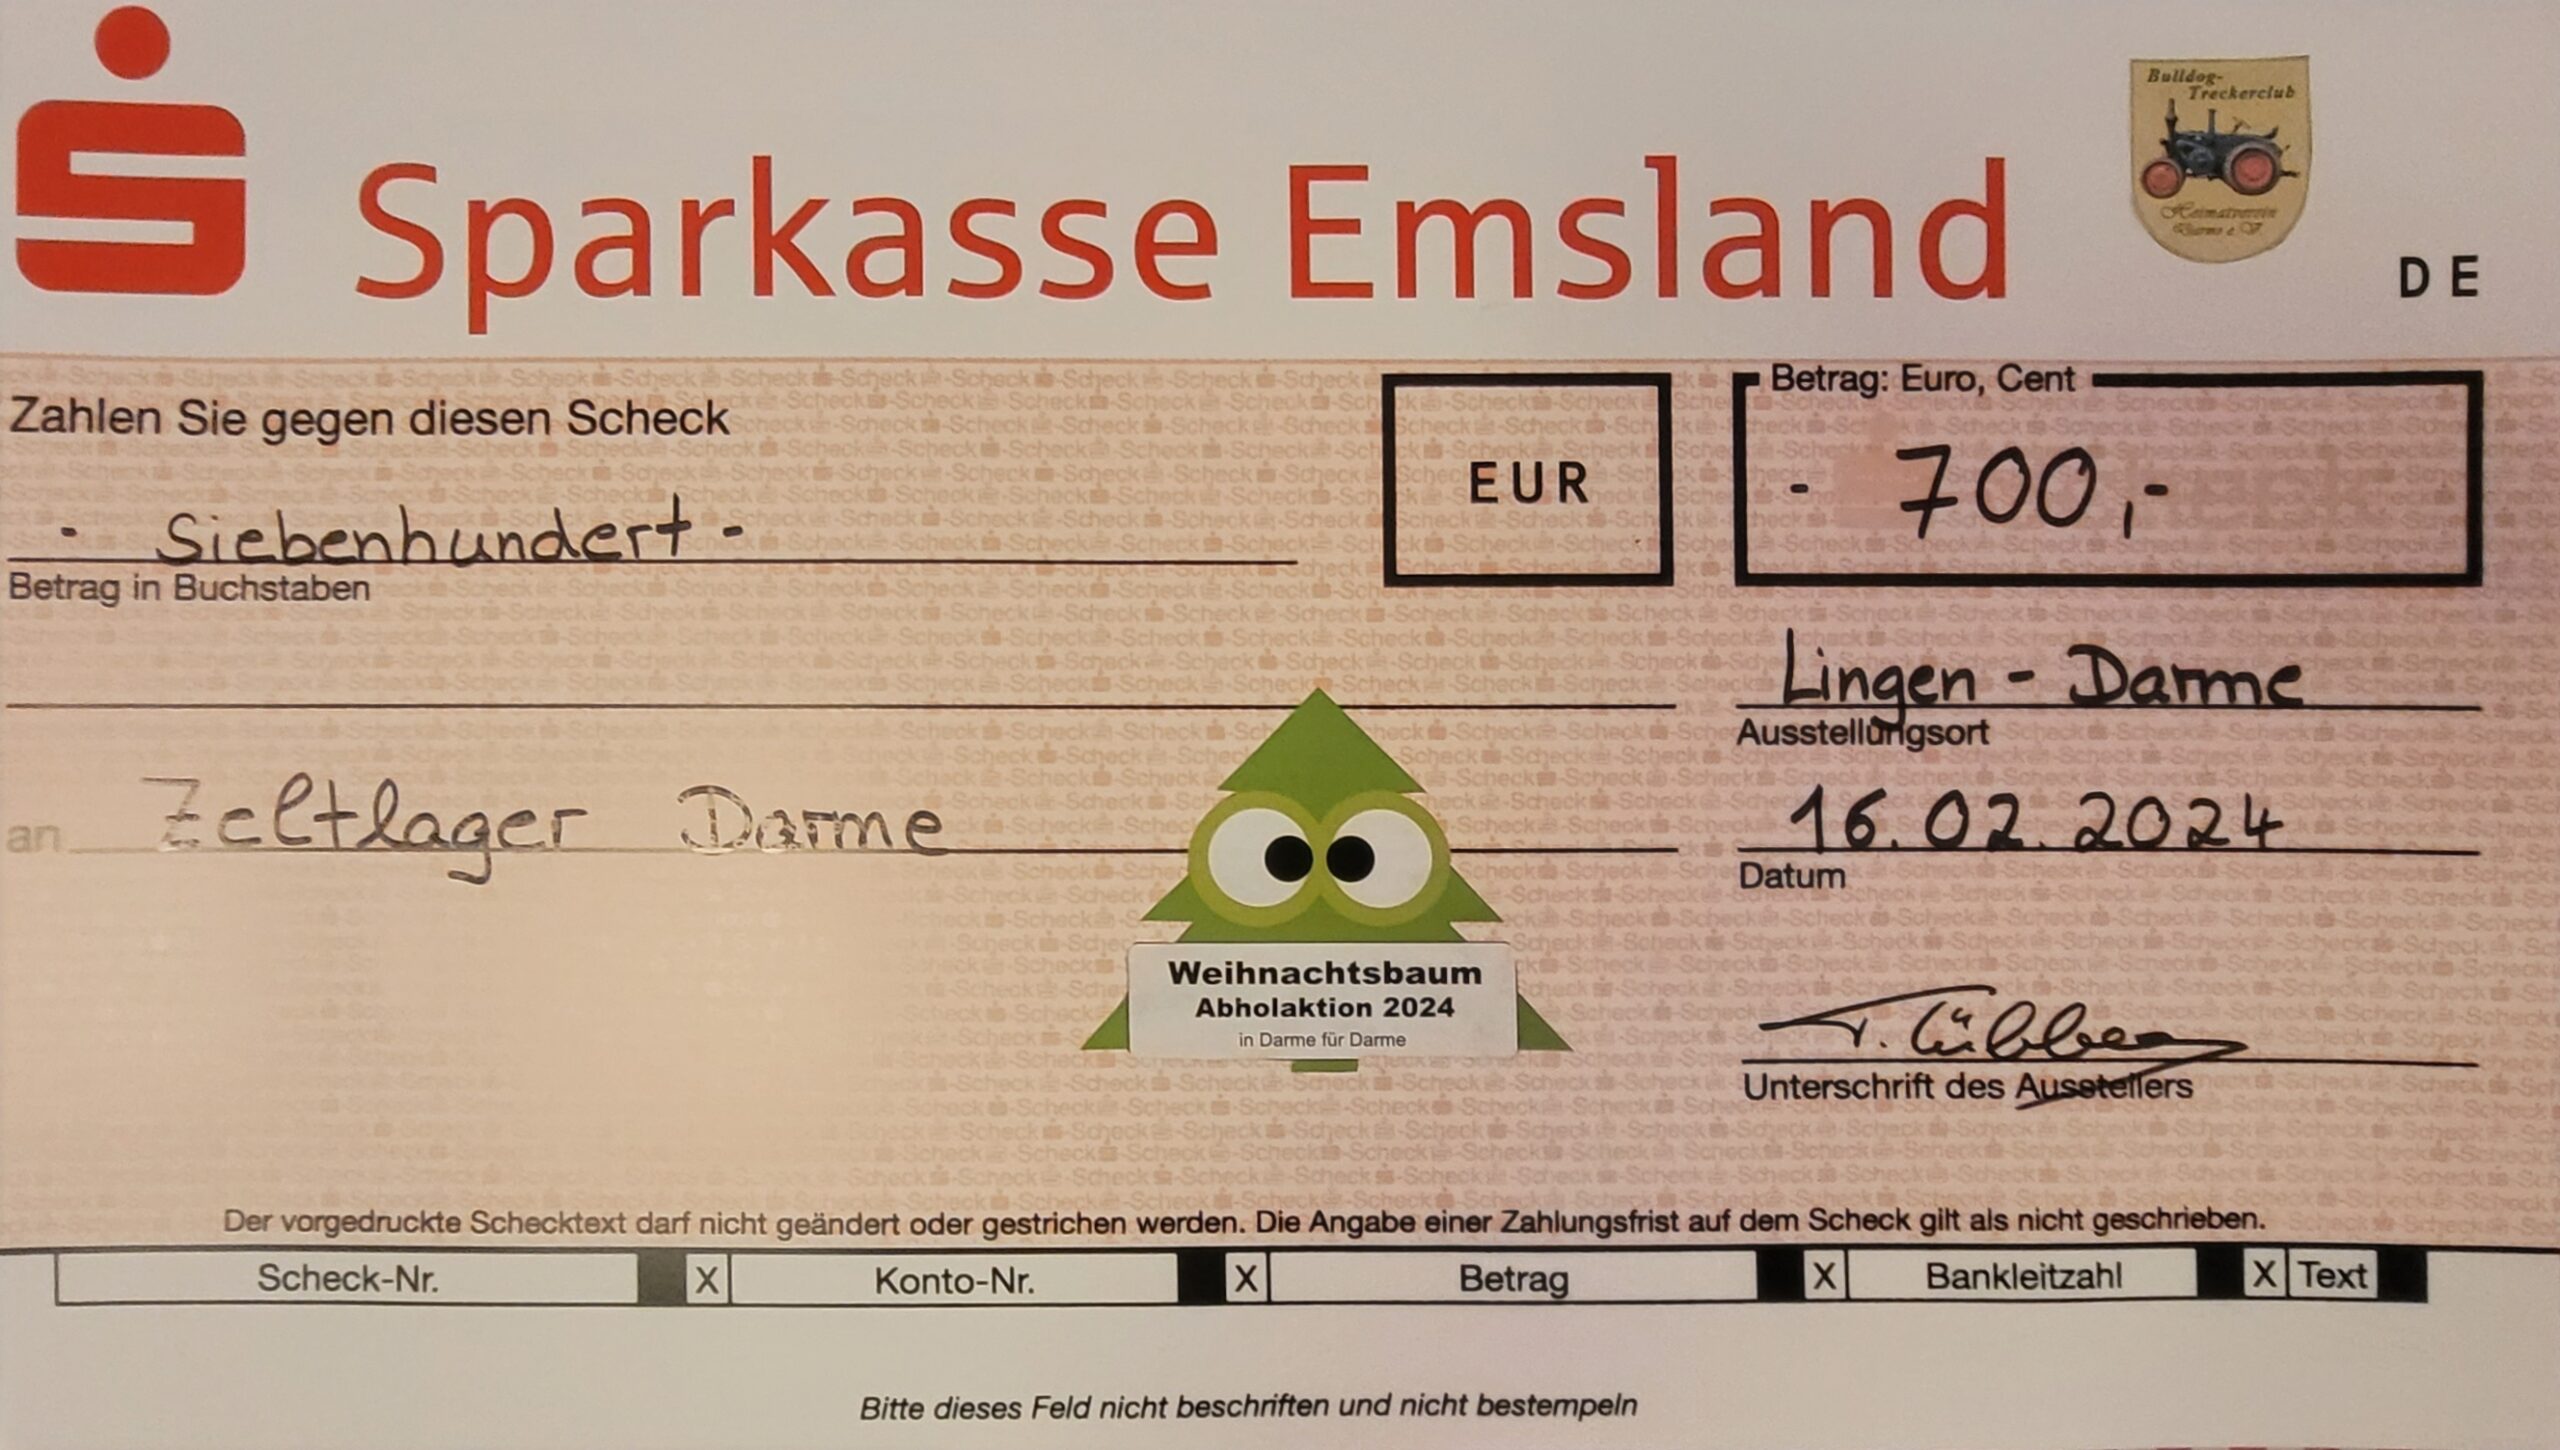 Sparkasse Emsland
Bulldog-
Treckerclub
Heimatverein
Darme e.V.
DE
Zahlen Sie gegen diesen Scheck
- Siebenhundert -
Betrag in Buchstaben
EUR
Betrag: Euro, Cent
- 700,-
Lingen - Darme
Ausstellungsort
an Zeltlager Darme
16.02.2024
Datum
Weihnachtsbaum
Abholaktion 2024
in Darme für Darme
Unterschrift des Ausstellers
Der vorgedruckte Schecktext darf nicht geändert oder gestrichen werden. Die Angabe einer Zahlungsfrist auf dem Scheck gilt als nicht geschrieben.
Scheck-Nr. X Konto-Nr. X Betrag X Bankleitzahl X Text
Bitte dieses Feld nicht beschriften und nicht bestempeln